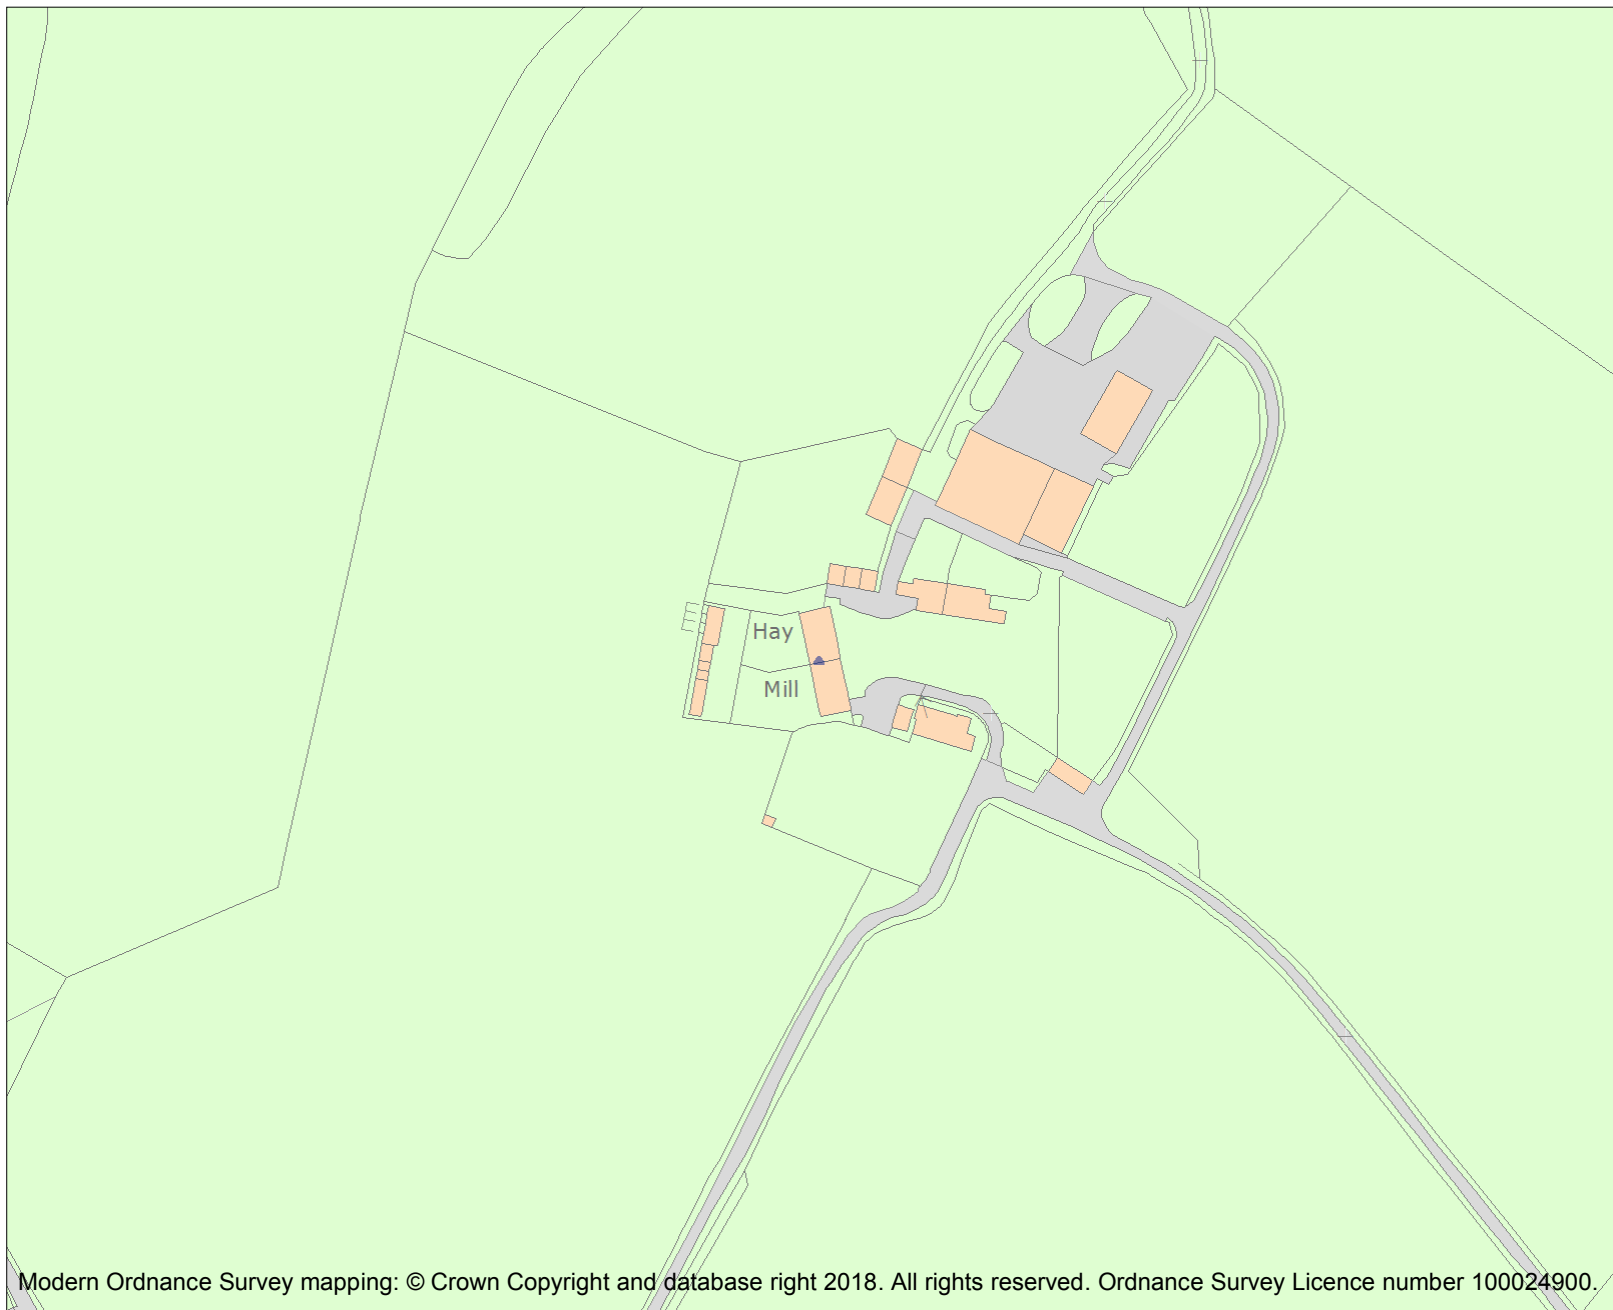 Hay
Mill
Modern Ordnance Survey mapping: © Crown Copyright and database right 2018. All rights reserved. Ordnance Survey Licence number 100024900.